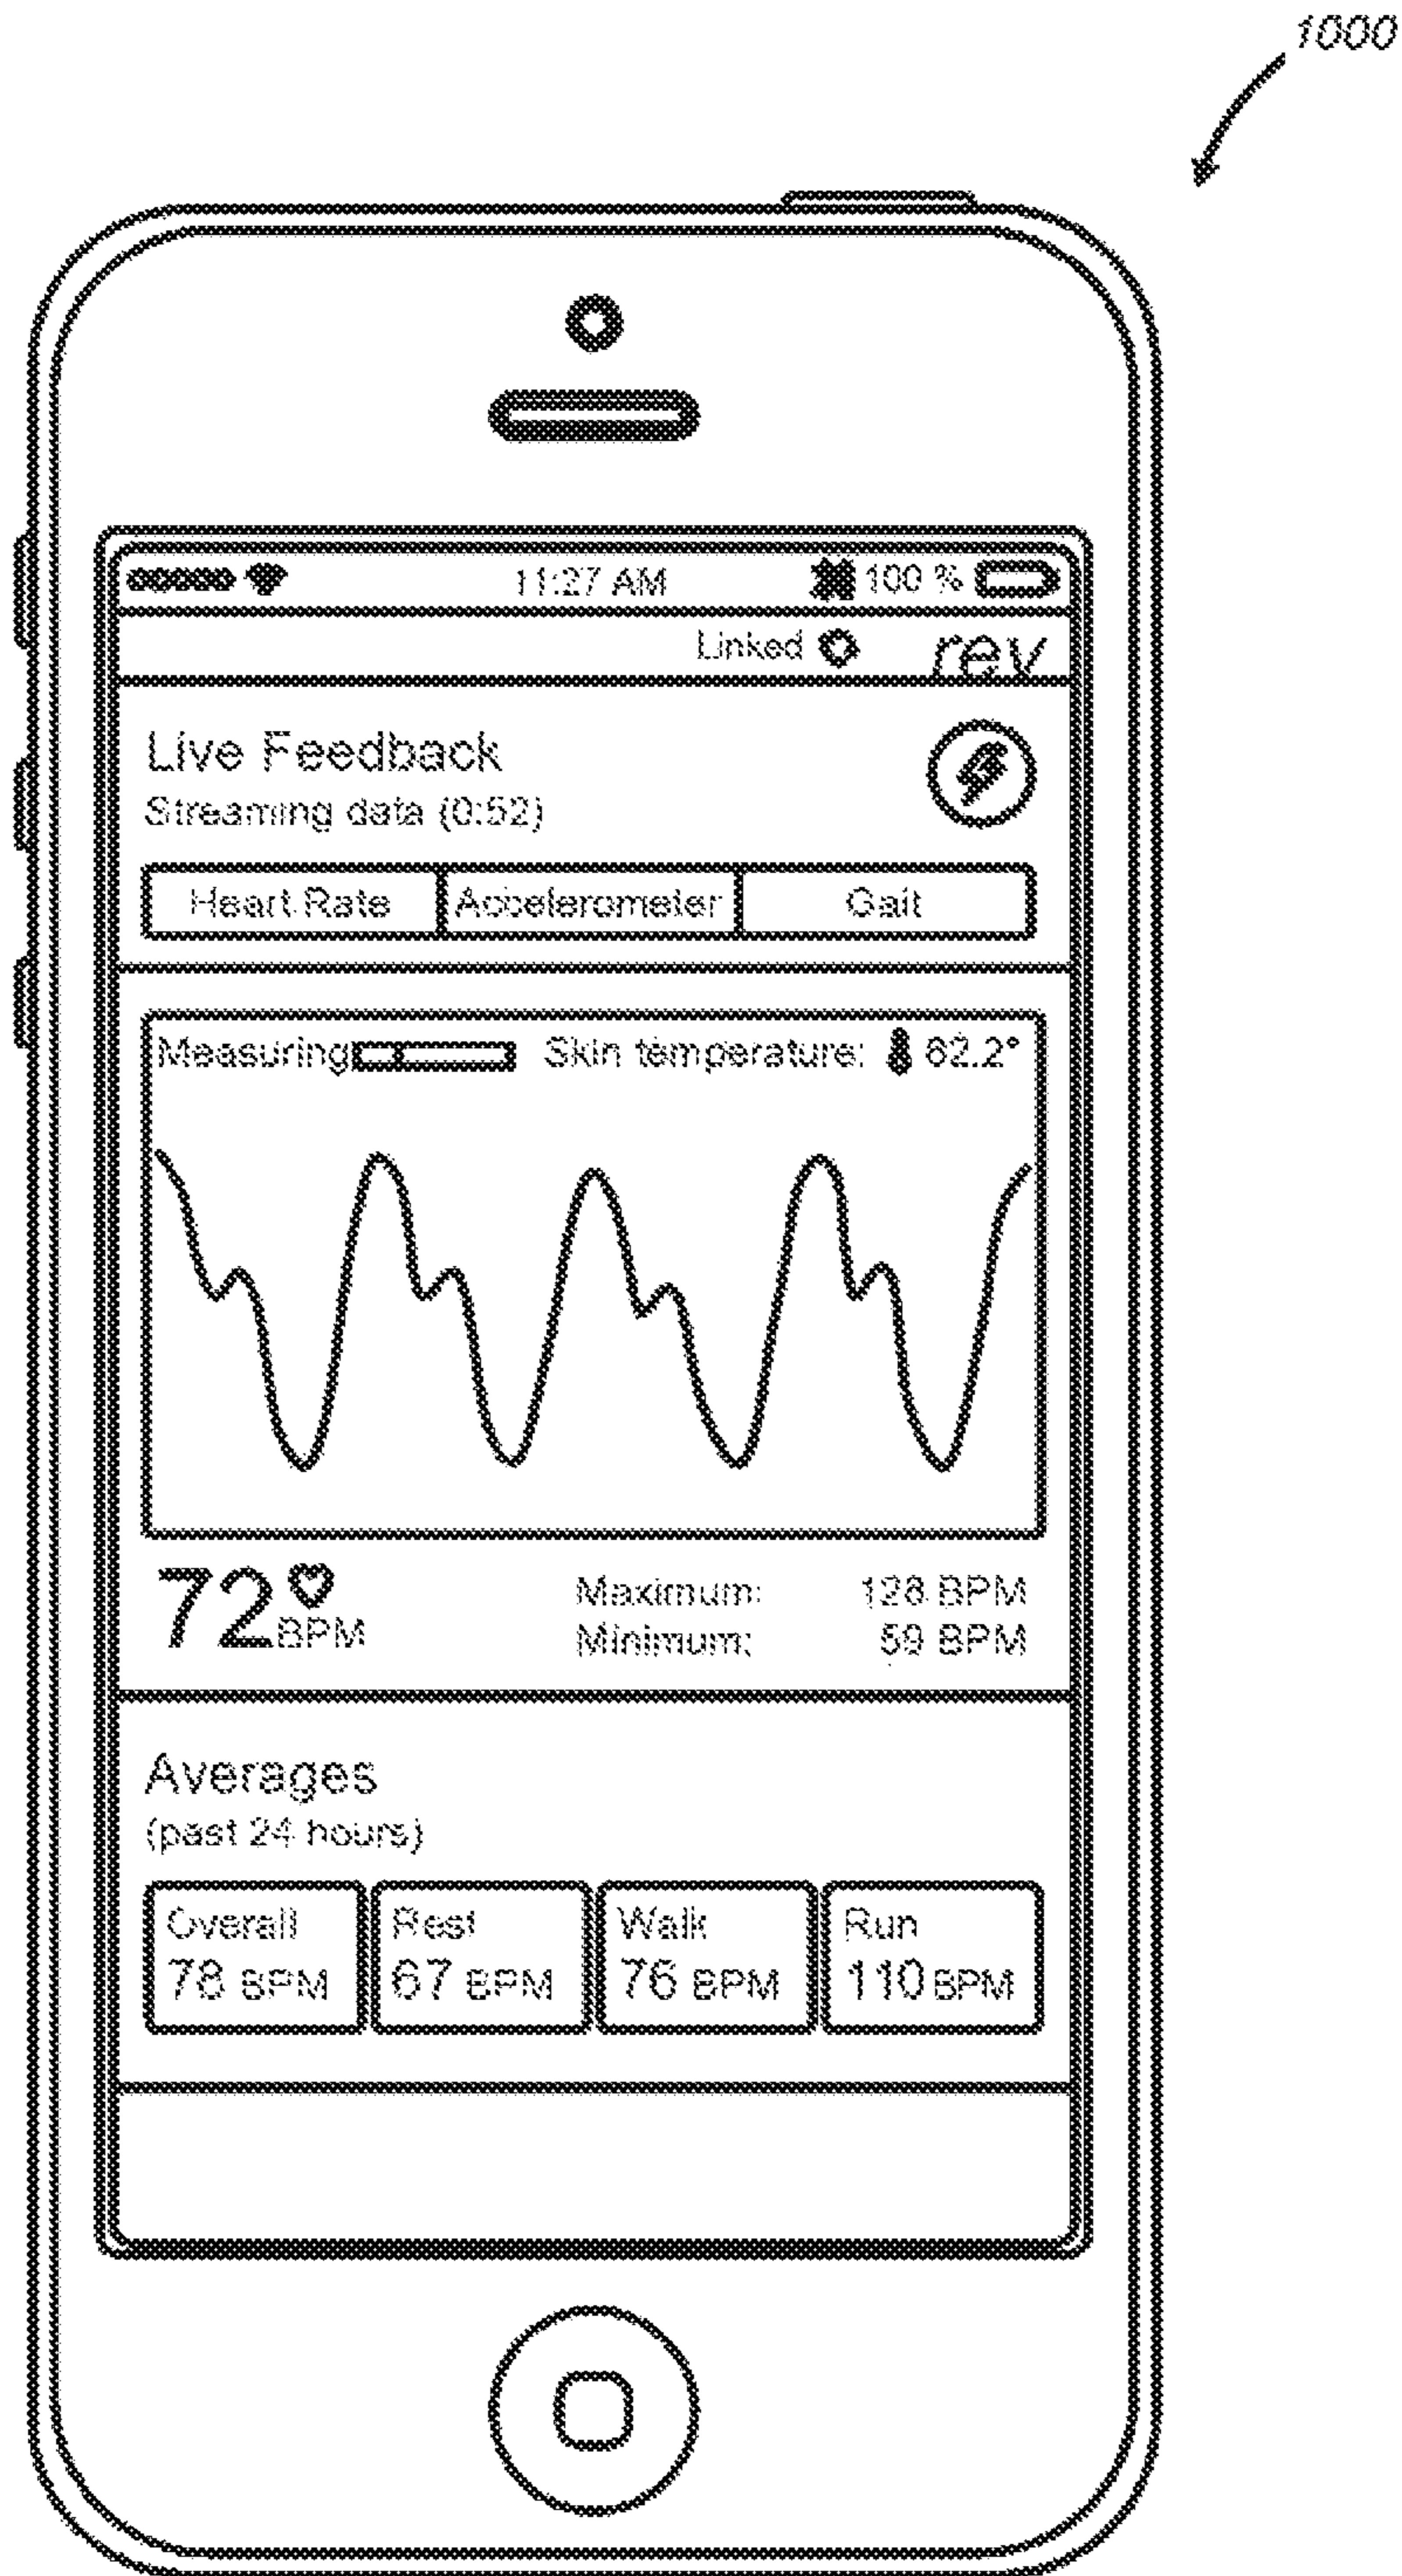 1000
11:27 AM 100 %
Linked rev
Live Feedback
Streaming data (0:52)
Heart Rate Accelerometer Gait
Measuring Skin temperature: 82.2°
72 BPM
Maximum: 128 BPM
Minimum: 59 BPM
Averages
(past 24 hours)
Overall Rest Walk Run
78 BPM 67 BPM 76 BPM 110 BPM